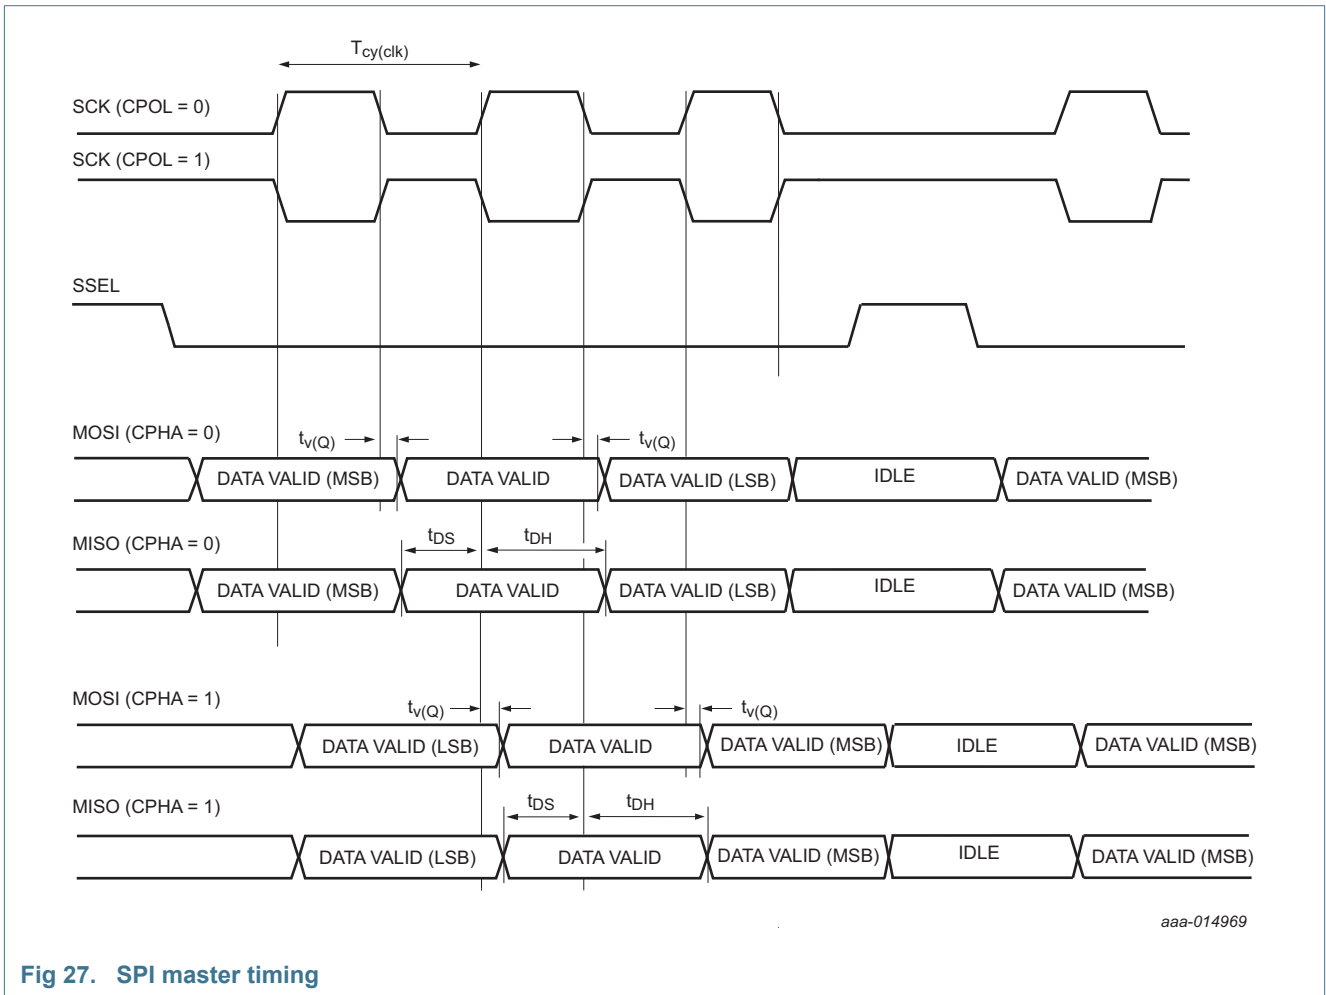 Tcy(clk)
SCK (CPOL = 0)
SCK (CPOL = 1)
SSEL
MOSI (CPHA = 0)
tv(Q) tv(Q)
DATA VALID (MSB) DATA VALID DATA VALID (LSB) IDLE DATA VALID (MSB)
MISO (CPHA = 0)
tDS tDH
DATA VALID (MSB) DATA VALID DATA VALID (LSB) IDLE DATA VALID (MSB)
MOSI (CPHA = 1)
tv(Q) tv(Q)
DATA VALID (LSB) DATA VALID DATA VALID (MSB) IDLE DATA VALID (MSB)
MISO (CPHA = 1)
tDS tDH
DATA VALID (LSB) DATA VALID DATA VALID (MSB) IDLE DATA VALID (MSB)
aaa-014969
Fig 27. SPI master timing